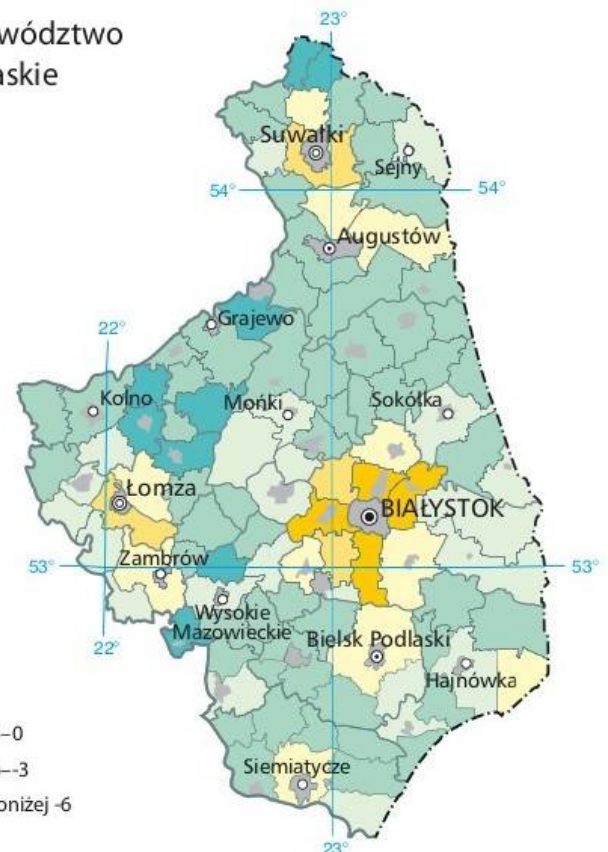 wództwo
askie
23°
Suwałki
Sejny
54°
54°
Augustów
Grajewo
22°
Kolno
Mońki
Sokółka
Łomża
BIAŁYSTOK
Zambrów
53°
53°
Wysokie
Mazowieckie
22°
Bielsk Podlaski
Hajnówka
–0
–-3
oniżej -6
Siemiatycze
23°